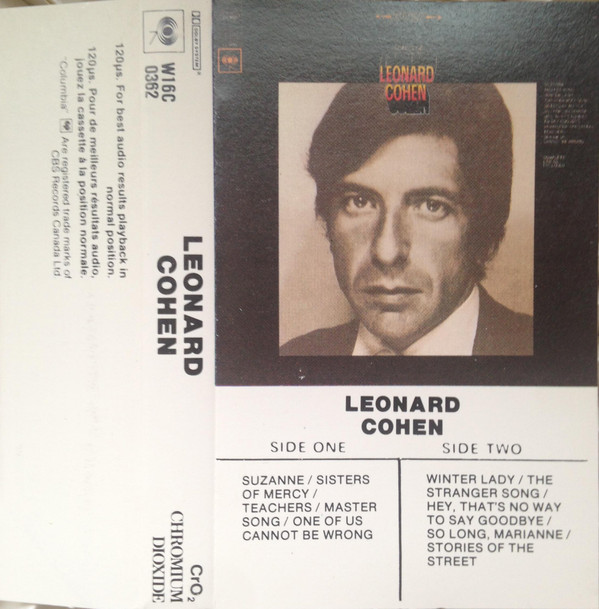 DOLBY SYSTEM
W16C
0362
120µs. For best audio results playback in
normal position.
120µs. Pour de meilleurs résultats audio,
jouez la cassette à la position normale.
"Columbia" Are registered trade marks of
CBS Records Canada Ltd.
LEONARD
COHEN
CrO₂
CHROMIUM
DIOXIDE
LEONARD
COHEN
LEONARD
COHEN
SIDE ONE
SUZANNE / SISTERS
OF MERCY /
TEACHERS / MASTER
SONG / ONE OF US
CANNOT BE WRONG
SIDE TWO
WINTER LADY / THE
STRANGER SONG /
HEY, THAT'S NO WAY
TO SAY GOODBYE /
SO LONG, MARIANNE /
STORIES OF THE
STREET